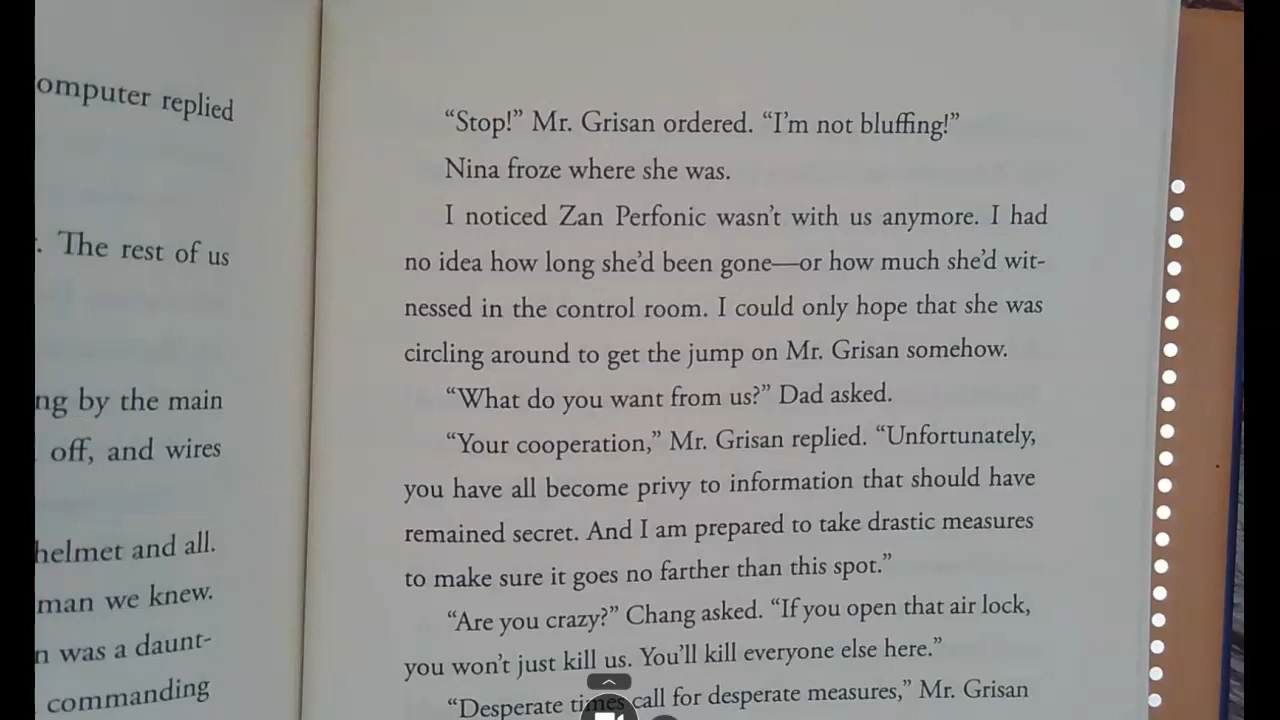 omputer replied
. The rest of us
ng by the main
off, and wires
helmet and all.
man we knew.
n was a daunt-
commanding
“Stop!” Mr. Grisan ordered. “I’m not bluffing!”
Nina froze where she was.
I noticed Zan Perfonic wasn’t with us anymore. I had
no idea how long she’d been gone—or how much she’d wit-
nessed in the control room. I could only hope that she was
circling around to get the jump on Mr. Grisan somehow.
“What do you want from us?” Dad asked.
“Your cooperation,” Mr. Grisan replied. “Unfortunately,
you have all become privy to information that should have
remained secret. And I am prepared to take drastic measures
to make sure it goes no farther than this spot.”
“Are you crazy?” Chang asked. “If you open that air lock,
you won’t just kill us. You’ll kill everyone else here.”
“Desperate times call for desperate measures,” Mr. Grisan